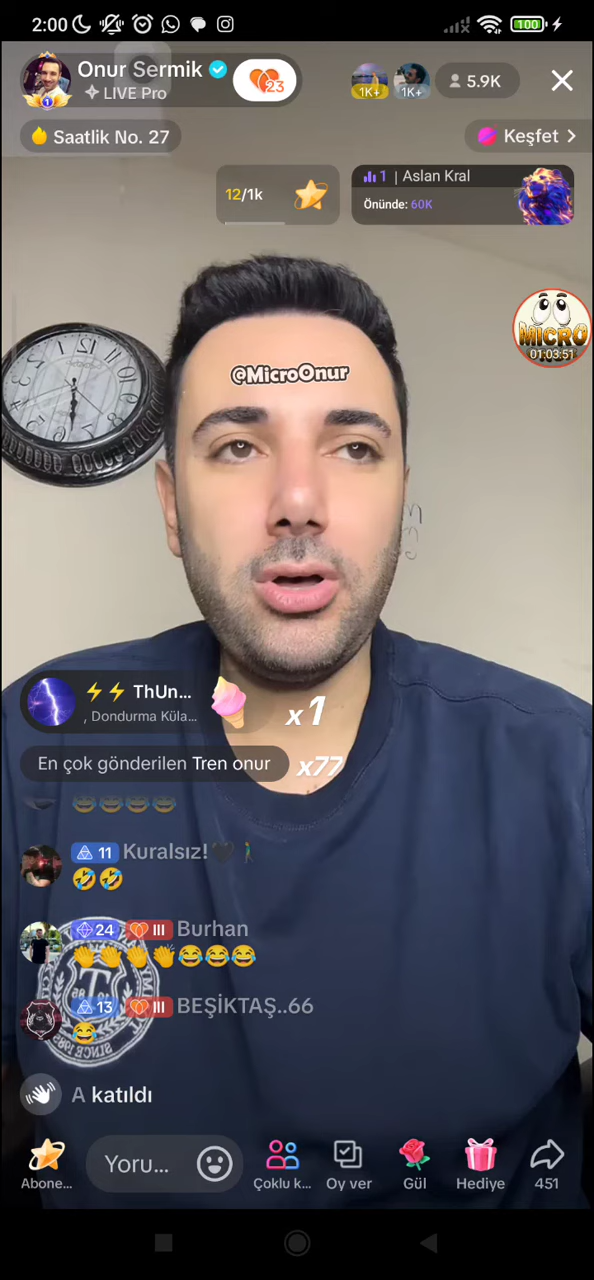 2:00
100
Onur Sermik
LIVE Pro
23
1K+
1K+
5.9K
1
Saatlik No. 27
Keşfet
12/1k
1 | Aslan Kral
Önünde: 60K
MICRO
01:03:51
@MicroOnur
ThUn...
, Dondurma Küla...
x1
En çok gönderilen Tren onur
x77
11 Kuralsız!
24 III Burhan
13 III BEŞİKTAŞ..66
SINCE 1985
A katıldı
Yoru...
Abone...
Çoklu k...
Oy ver
Gül
Hediye
451